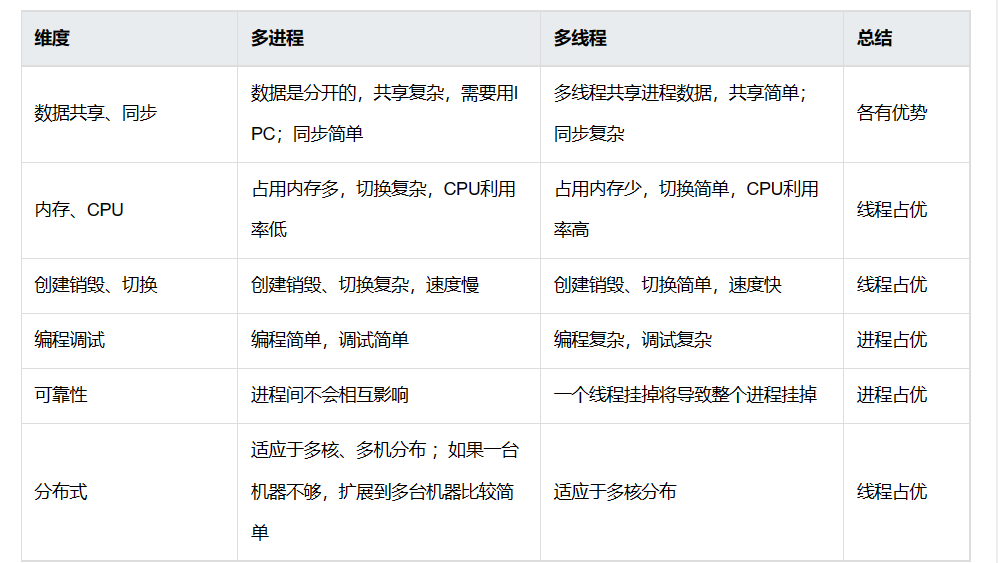 维度 多进程 多线程 总结
数据共享、同步
数据是分开的，共享复杂，需要用I
PC；同步简单
多线程共享进程数据，共享简单；
同步复杂
各有优势
内存、CPU
占用内存多，切换复杂，CPU利用
率低
占用内存少，切换简单，CPU利用
率高
线程占优
创建销毁、切换
创建销毁、切换复杂，速度慢
创建销毁、切换简单，速度快
线程占优
编程调试
编程简单，调试简单
编程复杂，调试复杂
进程占优
可靠性
进程间不会相互影响
一个线程挂掉将导致整个进程挂掉
进程占优
分布式
适应于多核、多机分布 ；如果一台
机器不够，扩展到多台机器比较简
单
适应于多核分布
线程占优